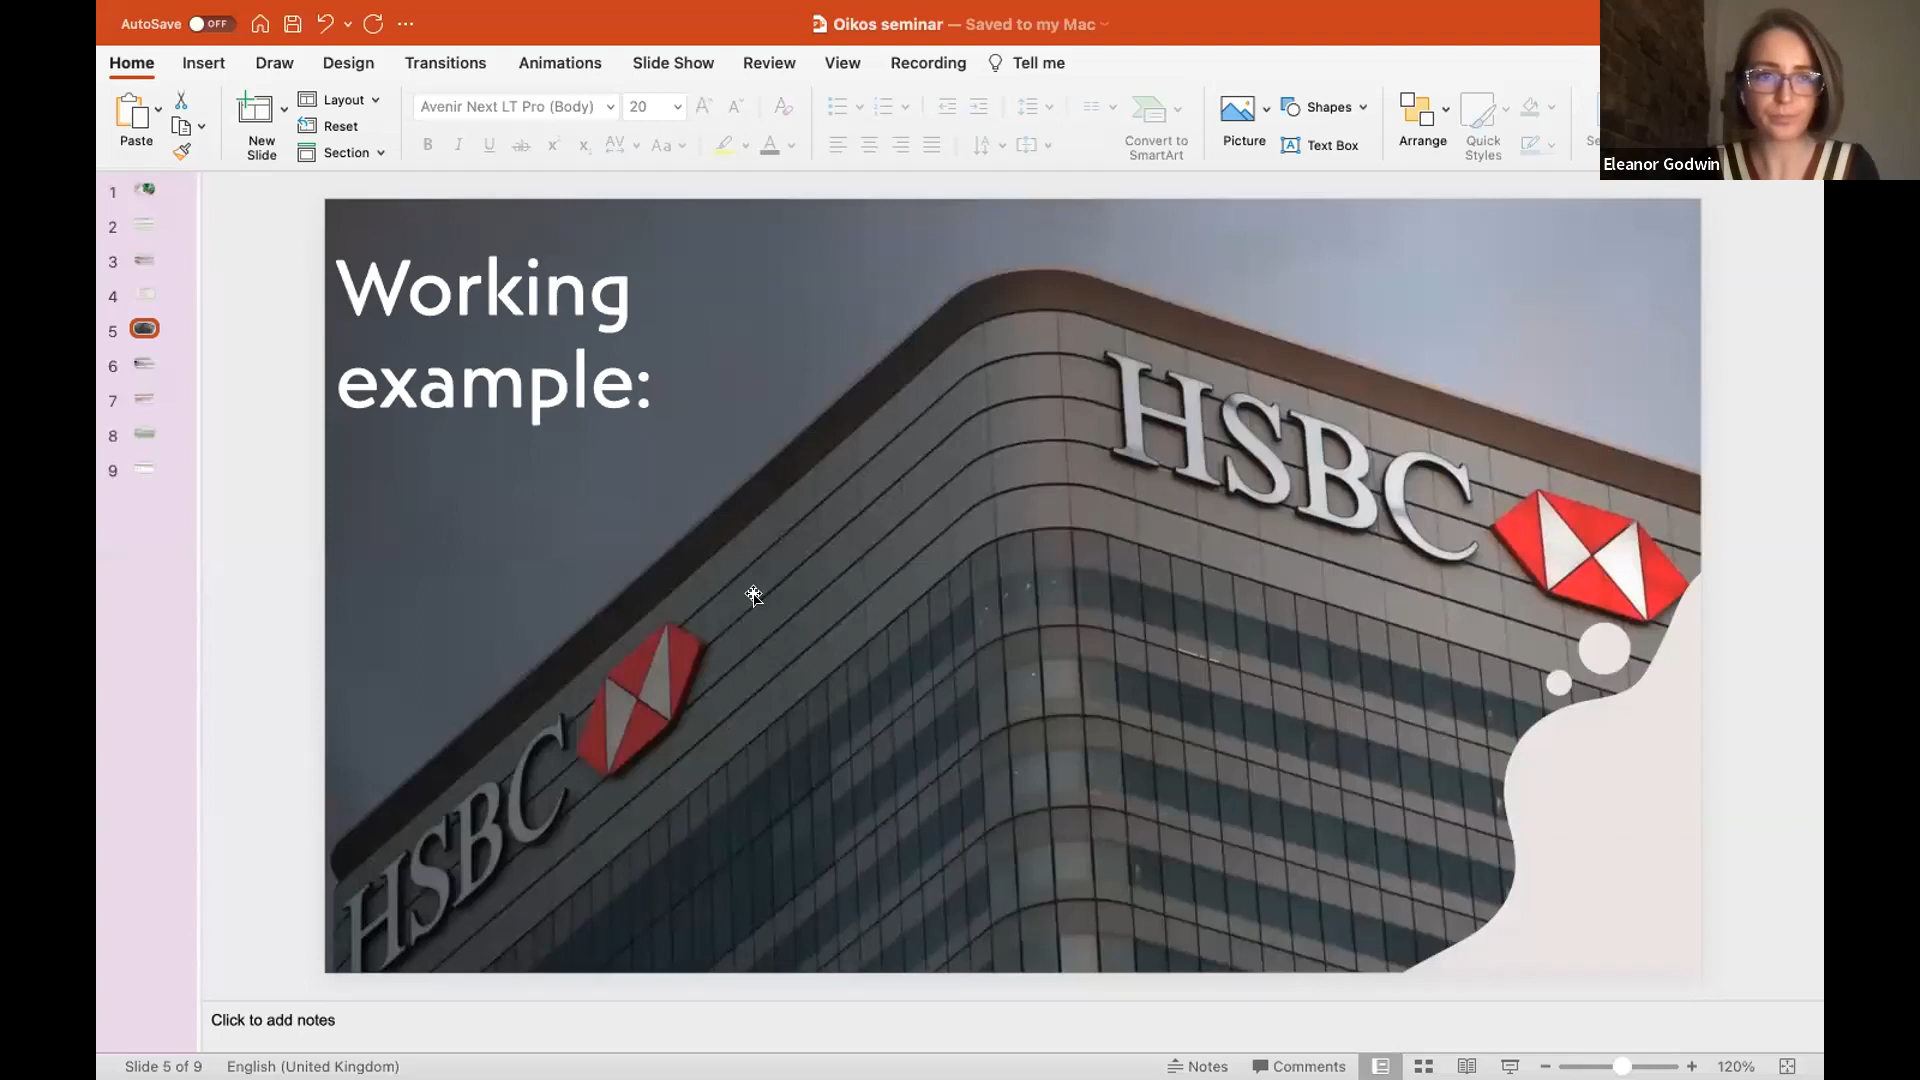 AutoSave OFF
Oikos seminar — Saved to my Mac
Home Insert Draw Design Transitions Animations Slide Show Review View Recording Tell me
Paste
New Slide
Layout
Reset
Section
Avenir Next LT Pro (Body) 20
Convert to SmartArt
Picture
Shapes
Text Box
Arrange
Quick Styles
Eleanor Godwin
1
2
3
4
5
6
7
8
9
Working
example:
HSBC
HSBC
Click to add notes
Slide 5 of 9 English (United Kingdom) Notes Comments 120%